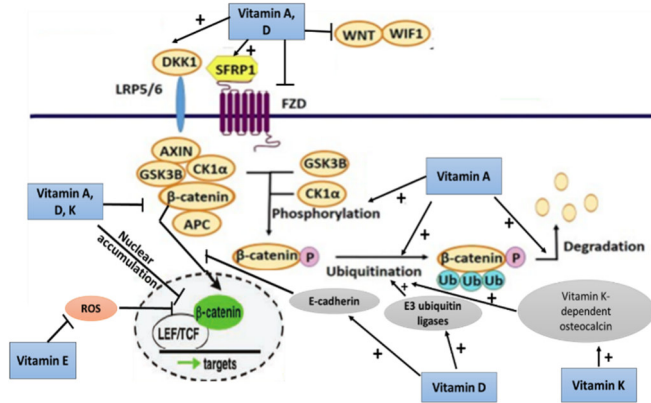 Vitamin A,
D
+
+
WNT WIF1
DKK1
SFRP1
LRP5/6
FZD
AXIN
GSK3B
CK1α
β-catenin
APC
GSK3B
CK1α
Phosphorylation
+
Vitamin A
+
+
Degradation
Vitamin A,
D, K
Nuclear
accumulation
β-catenin P
Ubiquitination
β-catenin P
Ub Ub Ub
+
+
ROS
β-catenin
LEF/TCF
targets
E-cadherin
E3 ubiquitin
ligases
Vitamin K-
dependent
osteocalcin
Vitamin E
+
+
+
Vitamin D
Vitamin K